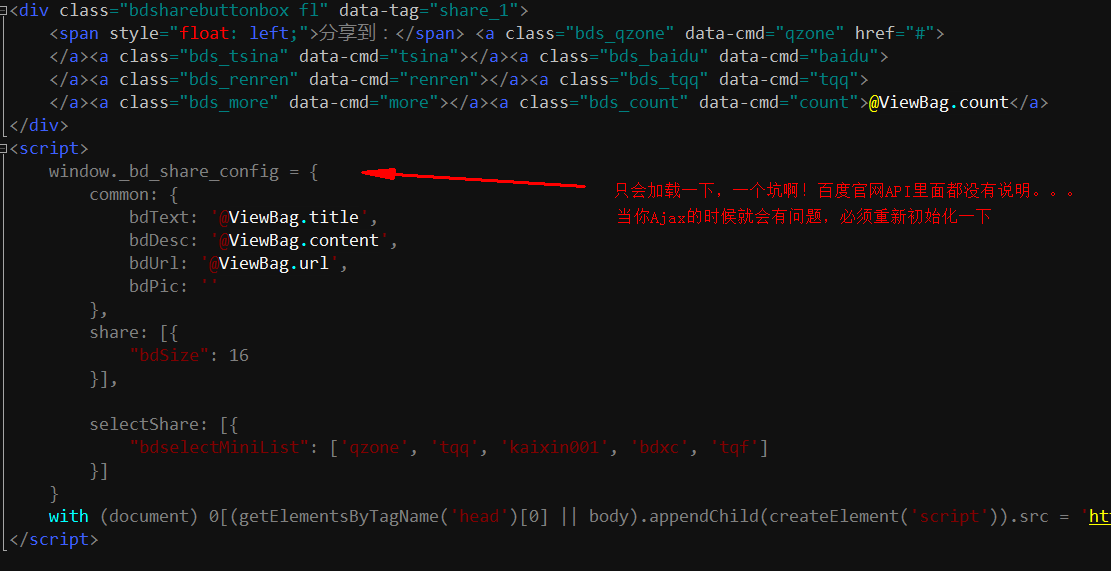 <div class="bdsharebuttonbox fl" data-tag="share_1">
<span style="float: left;">分享到：</span> <a class="bds_qzone" data-cmd="qzone" href="#">
</a><a class="bds_tsina" data-cmd="tsina"></a><a class="bds_baidu" data-cmd="baidu">
</a><a class="bds_renren" data-cmd="renren"></a><a class="bds_tqq" data-cmd="tqq">
</a><a class="bds_more" data-cmd="more"></a><a class="bds_count" data-cmd="count">@ViewBag.count</a>
</div>
<script>
window._bd_share_config = {
只会加载一下，一个坑啊！百度官网API里面都没有说明。。。
common: {
bdText: '@ViewBag.title',
当你Ajax的时候就会有问题，必须重新初始化一下
bdDesc: '@ViewBag.content',
bdUrl: '@ViewBag.url',
bdPic: ''
},
share: [{
"bdSize": 16
}],
selectShare: [{
"bdselectMiniList": ['qzone', 'tqq', 'kaixin001', 'bdxc', 'tqf']
}]
}
with (document) 0[(getElementsByTagName('head')[0] || body).appendChild(createElement('script')).src = 'htt
</script>